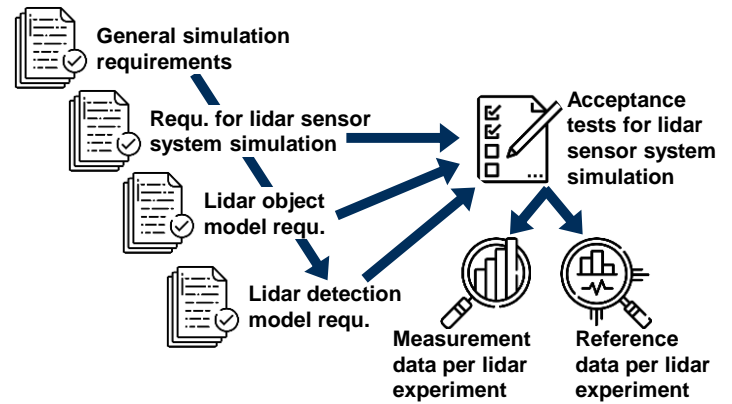 General simulation
requirements
Requ. for lidar sensor
system simulation
Lidar object
model requ.
Lidar detection
model requ.
Acceptance
tests for lidar
sensor system
simulation
Measurement
data per lidar
experiment
Reference
data per lidar
experiment